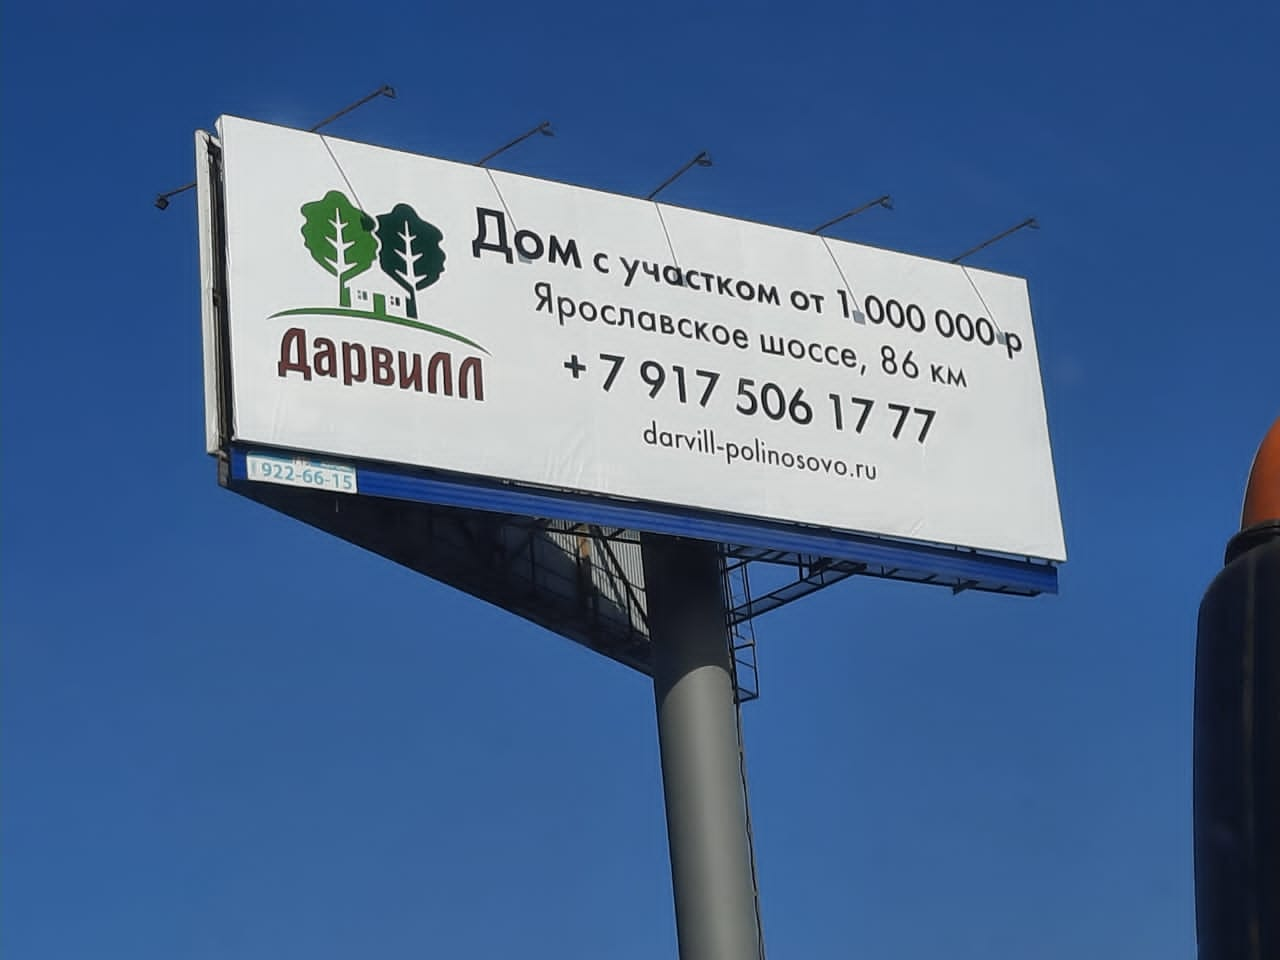 Дарвилл
Дом с участком от 1 000 000 р
Ярославское шоссе, 86 км
+7 917 506 17 77
darvill-polinosovo.ru
922-66-15